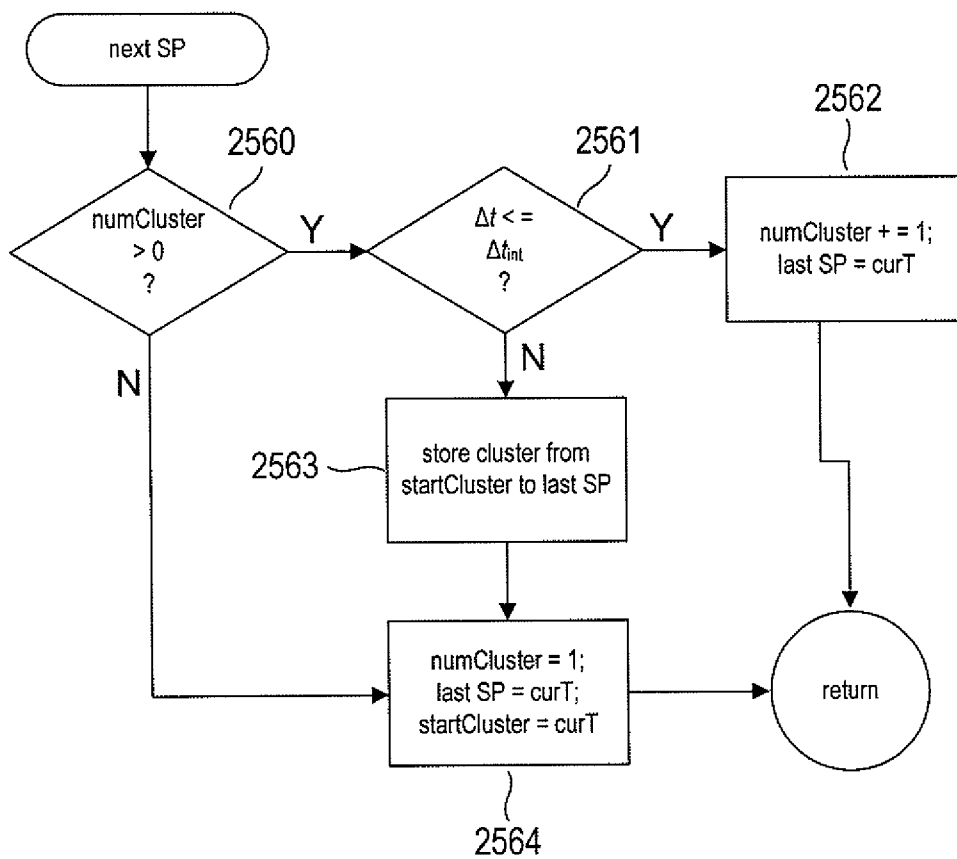 next SP
2560
numCluster
> 0
?
Y
N
2561
Δt < =
Δtint
?
Y
N
2562
numCluster + = 1;
last SP = curT
2563
store cluster from
startCluster to last SP
numCluster = 1;
last SP = curT;
startCluster = curT
2564
return